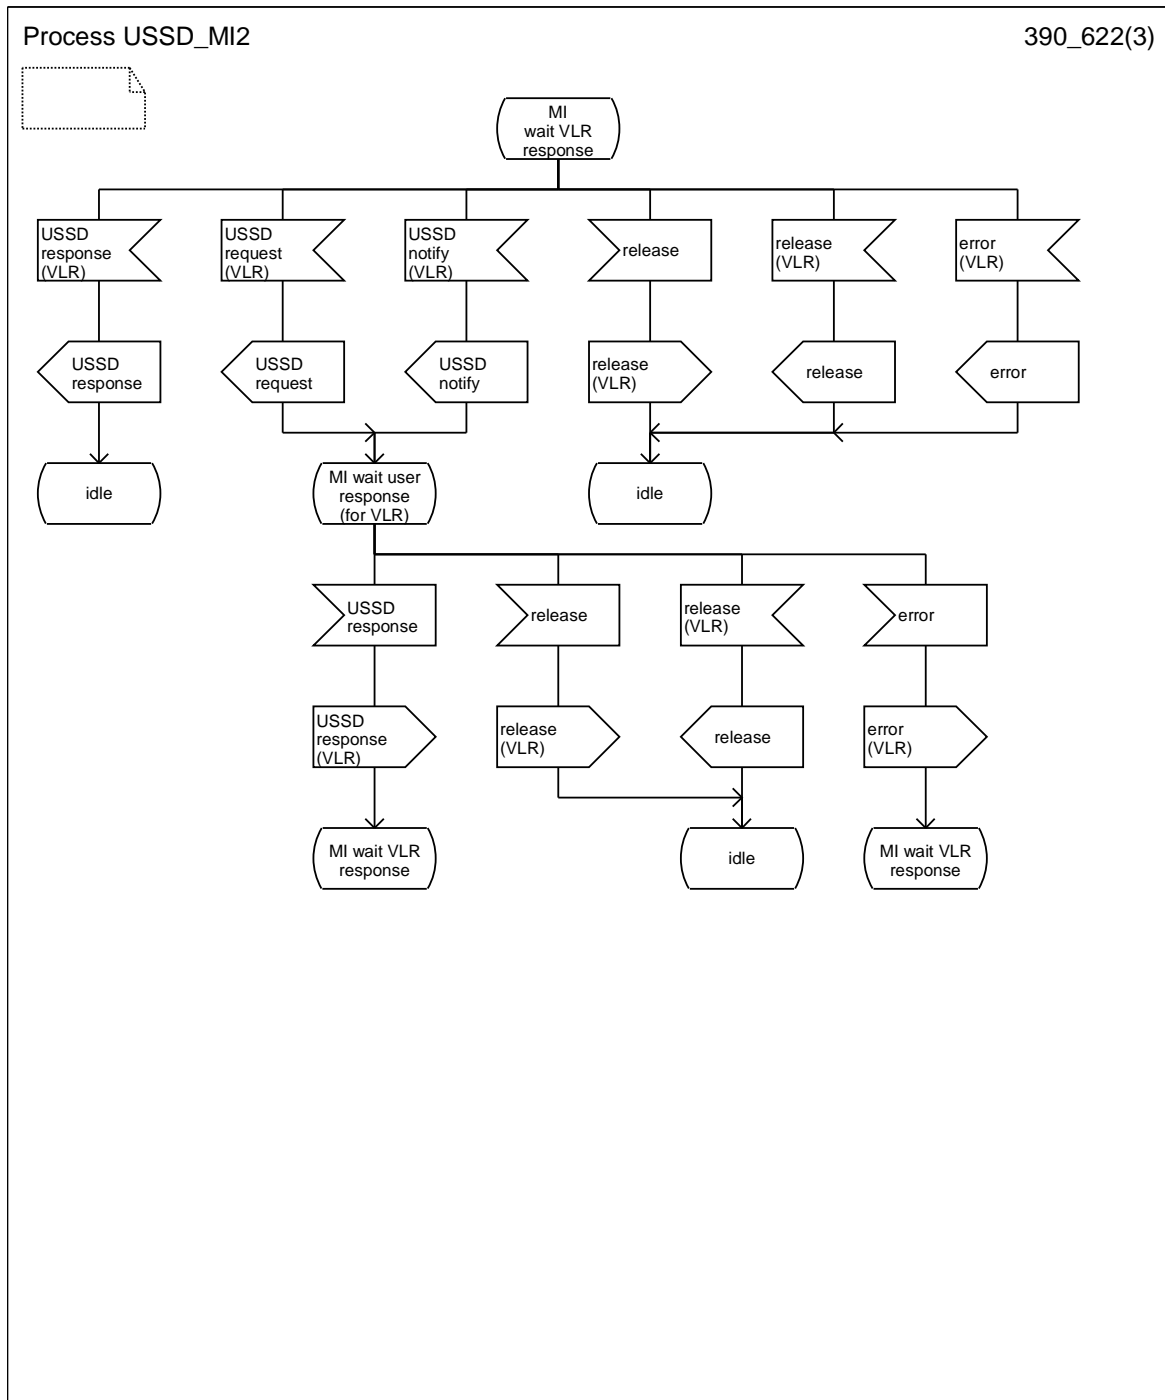 Process USSD_MI2
390_622(3)
MI
wait VLR
response
USSD
response
(VLR)
USSD
request
(VLR)
USSD
notify
(VLR)
release
release
(VLR)
error
(VLR)
USSD
response
USSD
request
USSD
notify
release
(VLR)
release
error
idle
MI wait user
response
(for VLR)
idle
USSD
response
release
release
(VLR)
error
USSD
response
(VLR)
release
(VLR)
release
error
(VLR)
MI wait VLR
response
idle
MI wait VLR
response